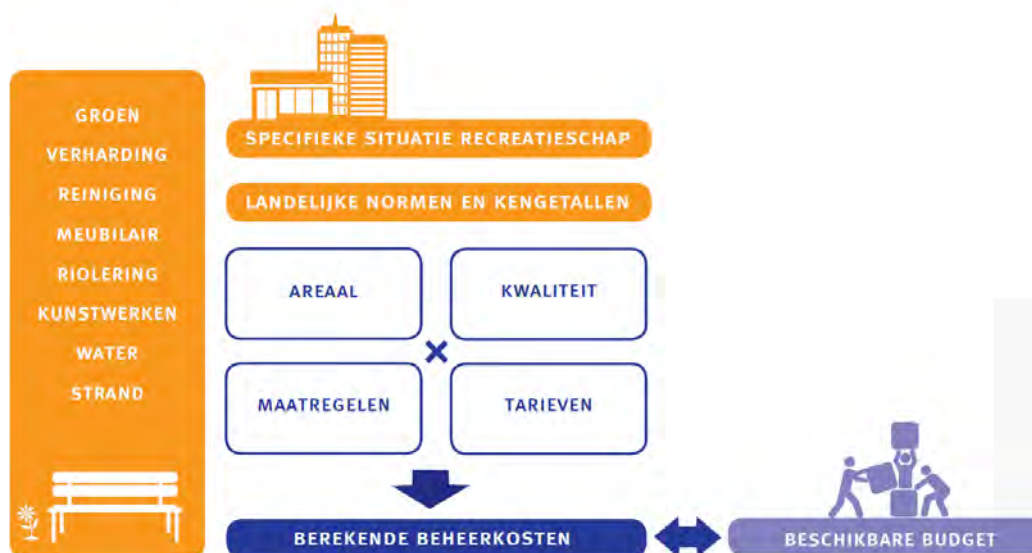 GROEN
VERHARDING
REINIGING
MEUBILAIR
RIOLERING
KUNSTWERKEN
WATER
STRAND
SPECIFIEKE SITUATIE RECREATIESCHAP
LANDELIJKE NORMEN EN KENGETALLEN
AREAAL
KWALITEIT
×
MAATREGELEN
TARIEVEN
BEREKENDE BEHEERKOSTEN
BESCHIKBARE BUDGET